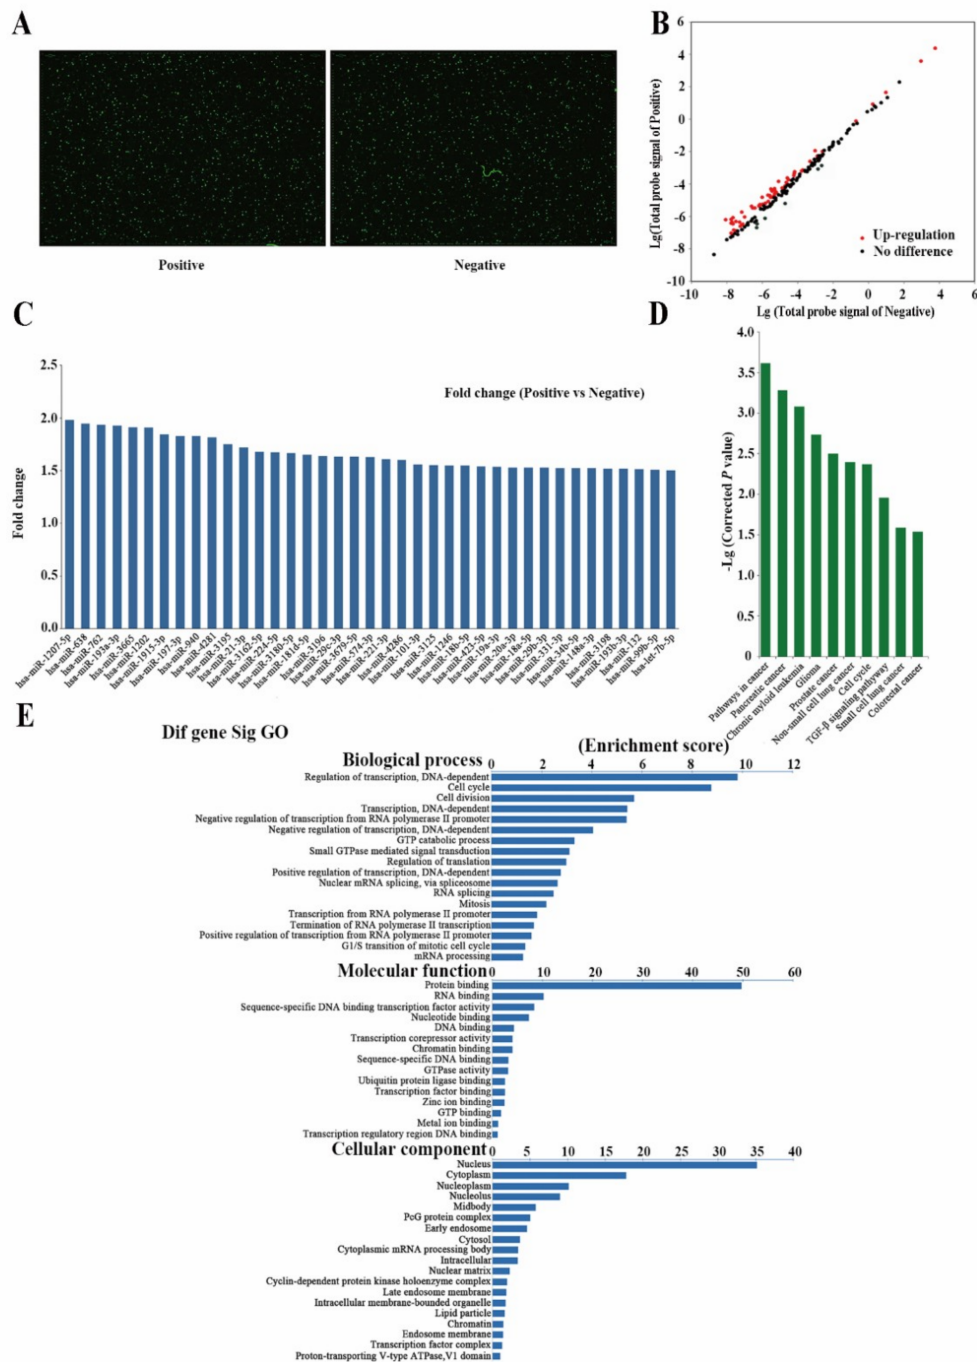 A
B
Positive
Negative
6
4
2
0
-2
-4
-6
-8
-10
Lg(Total probe signal of Positive)
Up-regulation
No difference
-10 -8 -6 -4 -2 0 2 4 6
Lg (Total probe signal of Negative)
C
Fold change (Positive vs Negative)
2.5
2.0
1.5
1.0
0.5
0.0
Fold change
hsa-miR-1207-5p
hsa-miR-638
hsa-miR-762
hsa-miR-193a-3p
hsa-miR-3665
hsa-miR-1202
hsa-miR-1915-3p
hsa-miR-197-3p
hsa-miR-940
hsa-miR-4281
hsa-miR-3195
hsa-miR-21-3p
hsa-miR-3162-5p
hsa-miR-224-5p
hsa-miR-3180-5p
hsa-miR-181d-5p
hsa-miR-3196
hsa-miR-29c-3p
hsa-miR-3679-5p
hsa-miR-574-3p
hsa-miR-221-3p
hsa-miR-4286
hsa-miR-101-3p
hsa-miR-3125
hsa-miR-1246
hsa-miR-18b-5p
hsa-miR-423-5p
hsa-miR-19a-3p
hsa-miR-20a-3p
hsa-miR-18a-5p
hsa-miR-29b-3p
hsa-miR-331-3p
hsa-miR-34b-5p
hsa-miR-148a-3p
hsa-miR-3198
hsa-miR-193b-3p
hsa-miR-132
hsa-miR-99b-5p
hsa-let-7b-5p
D
4.0
3.5
3.0
2.5
2.0
1.5
1.0
0.5
0
-Lg (Corrected P value)
Pathways in cancer
Pancreatic cancer
Chronic myeloid leukemia
Glioma
Prostate cancer
Non-small cell lung cancer
Cell cycle
TGF-β signaling pathyway
Small cell lung cancer
Colorectal cancer
E
Dif gene Sig GO
(Enrichment score)
Biological process 0 2 4 6 8 10 12
Regulation of transcription, DNA-dependent
Cell cycle
Cell division
Transcription, DNA-dependent
Negative regulation of transcription from RNA polymerase II promoter
Negative regulation of transcription, DNA-dependent
GTP catabolic process
Small GTPase mediated signal transduction
Regulation of translation
Positive regulation of transcription, DNA-dependent
Nuclear mRNA splicing, via spliceosome
RNA splicing
Mitosis
Transcription from RNA polymerase II promoter
Termination of RNA polymerase II transcription
Positive regulation of transcription from RNA polymerase II promoter
G1/S transition of mitotic cell cycle
mRNA processing
Molecular function 0 10 20 30 40 50 60
Protein binding
RNA binding
Sequence-specific DNA binding transcription factor activity
Nucleotide binding
DNA binding
Transcription corepressor activity
Chromatin binding
Sequence-specific DNA binding
GTPase activity
Ubiquitin protein ligase binding
Transcription factor binding
Zinc ion binding
GTP binding
Metal ion binding
Transcription regulatory region DNA binding
Cellular component 0 5 10 15 20 25 30 35 40
Nucleus
Cytoplasm
Nucleoplasm
Nucleolus
Midbody
PcG protein complex
Early endosome
Cytosol
Cytoplasmic mRNA processing body
Intracellular
Nuclear matrix
Cyclin-dependent protein kinase holoenzyme complex
Late endosome membrane
Intracellular membrane-bounded organelle
Lipid particle
Chromatin
Endosome membrane
Transcription factor complex
Proton-transporting V-type ATPase,V1 domain